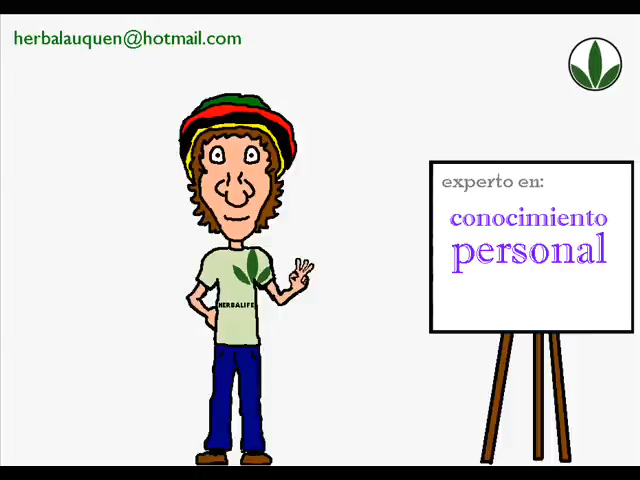 herbalauquen@hotmail.com
experto en:
conocimiento
personal
HERBALIFE